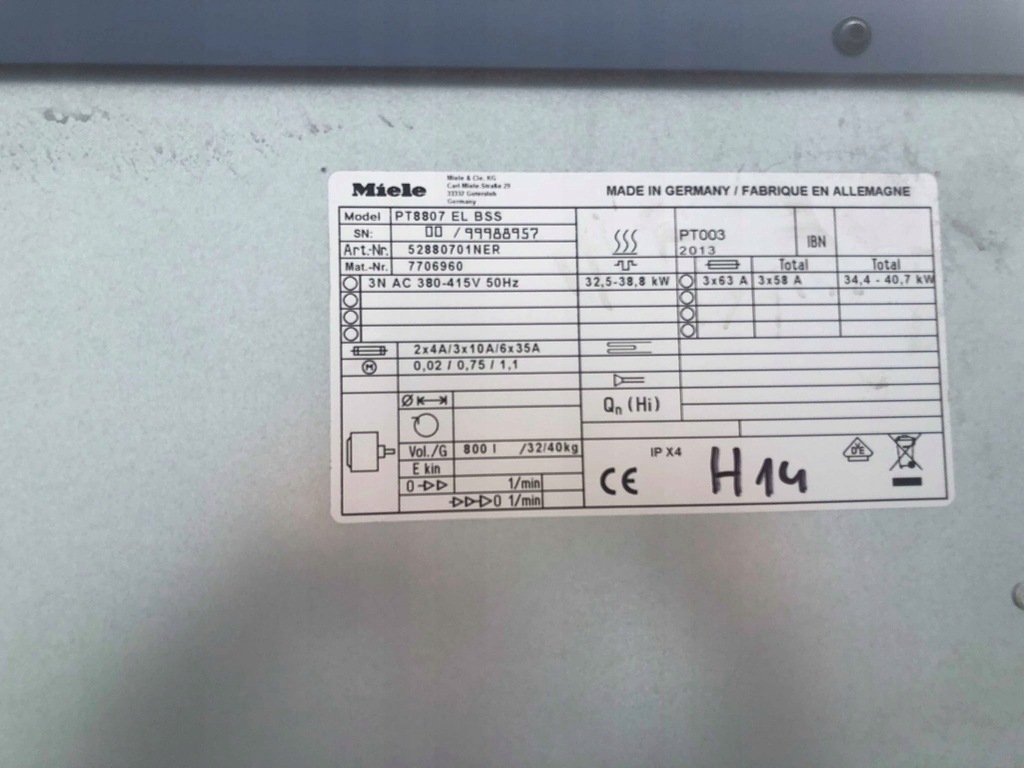 Miele
Miele & Cie. KG
Carl Miele Straße 29
33332 Gütersloh
Germany
MADE IN GERMANY / FABRIQUE EN ALLEMAGNE
Model PT8807 EL BSS
SN: 00 / 99988957
Art-Nr. 52880701NER
Mat.-Nr. 7706960
PT003
2013
IBN
Total Total
3N AC 380-415V 50Hz 32,5-38,8 kW 3x63 A 3x58 A 34,4 - 40,7 kW
2x4A/3x10A/6x35A
M 0,02 / 0,75 / 1,1
Qn (Hi)
Ø
Vol./G 800 l /32/40kg
E kin
0 1/min
0 1/min
IP X4
CE
H14